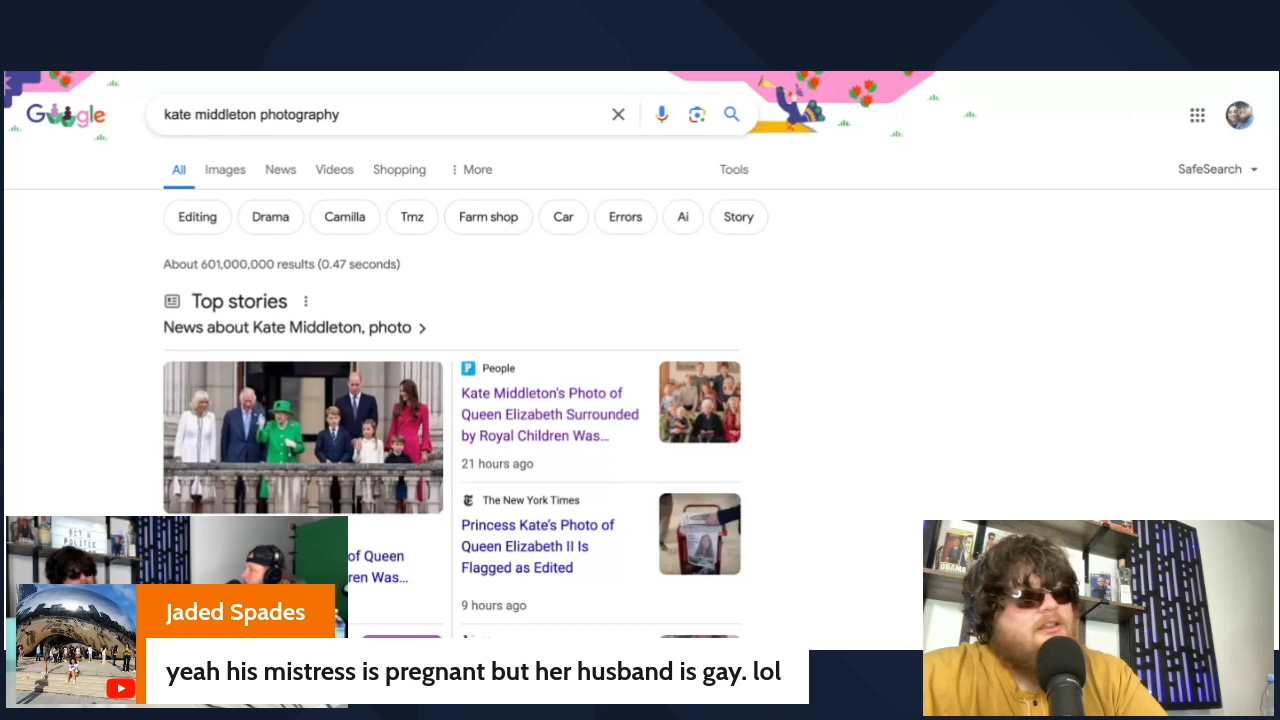 Google
kate middleton photography
All Images News Videos Shopping More Tools SafeSearch
Editing Drama Camilla Tmz Farm shop Car Errors Ai Story
About 601,000,000 results (0.47 seconds)
Top stories
News about Kate Middleton, photo
People
Kate Middleton's Photo of
Queen Elizabeth Surrounded
by Royal Children Was...
21 hours ago
The New York Times
Princess Kate's Photo of
Queen Elizabeth II Is
Flagged as Edited
9 hours ago
of Queen
ren Was...
Jaded Spades
yeah his mistress is pregnant but her husband is gay. lol